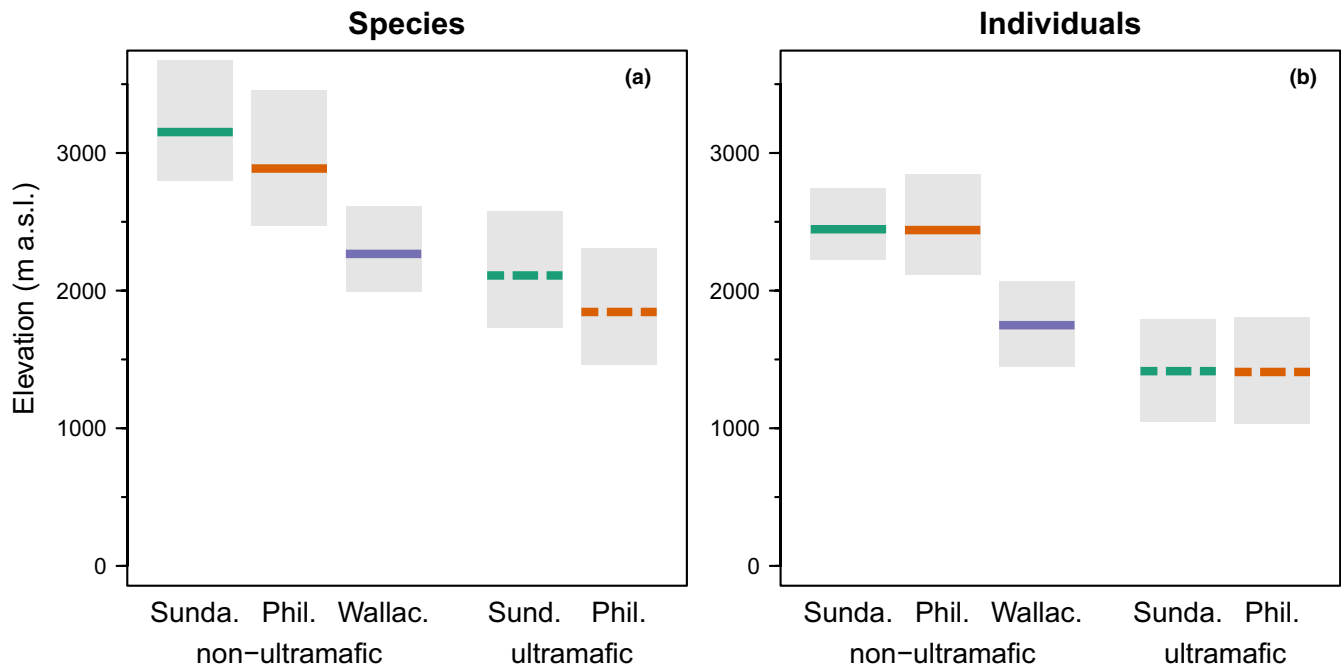 Species
Individuals
(a)
(b)
Elevation (m a.s.l.)
3000
2000
1000
0
Sunda. Phil. Wallac. Sund. Phil.
non−ultramafic ultramafic
3000
2000
1000
0
Sunda. Phil. Wallac. Sunda. Phil.
non−ultramafic ultramafic